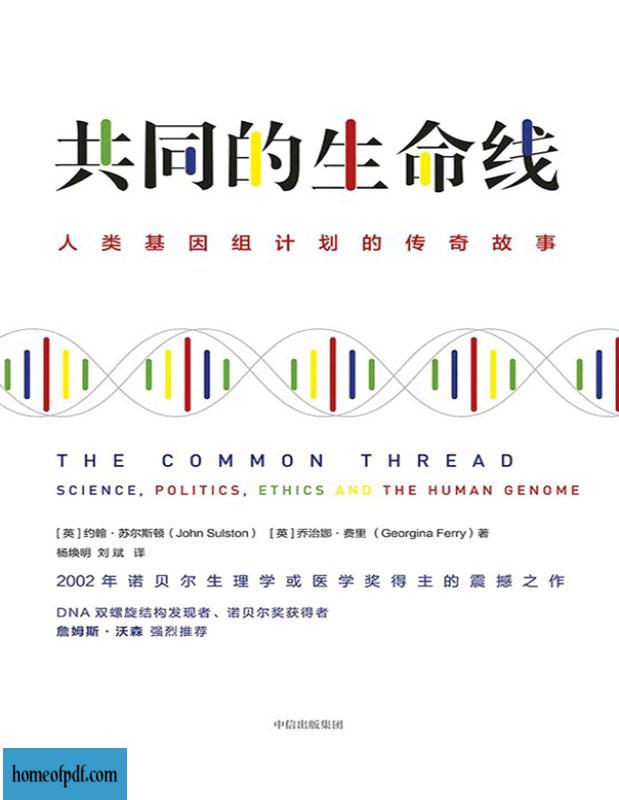 共同的生命线
人类基因组计划的传奇故事
THE COMMON THREAD
SCIENCE, POLITICS, ETHICS AND THE HUMAN GENOME
[英]约翰·苏尔斯顿(John Sulston) [英]乔治娜·费里(Georgina Ferry)著
杨焕明 刘斌 译
2002年诺贝尔生理学或医学奖得主的震撼之作
DNA双螺旋结构发现者、诺贝尔奖获得者
詹姆斯·沃森 强烈推荐
中信出版集团
homeofpdf.com